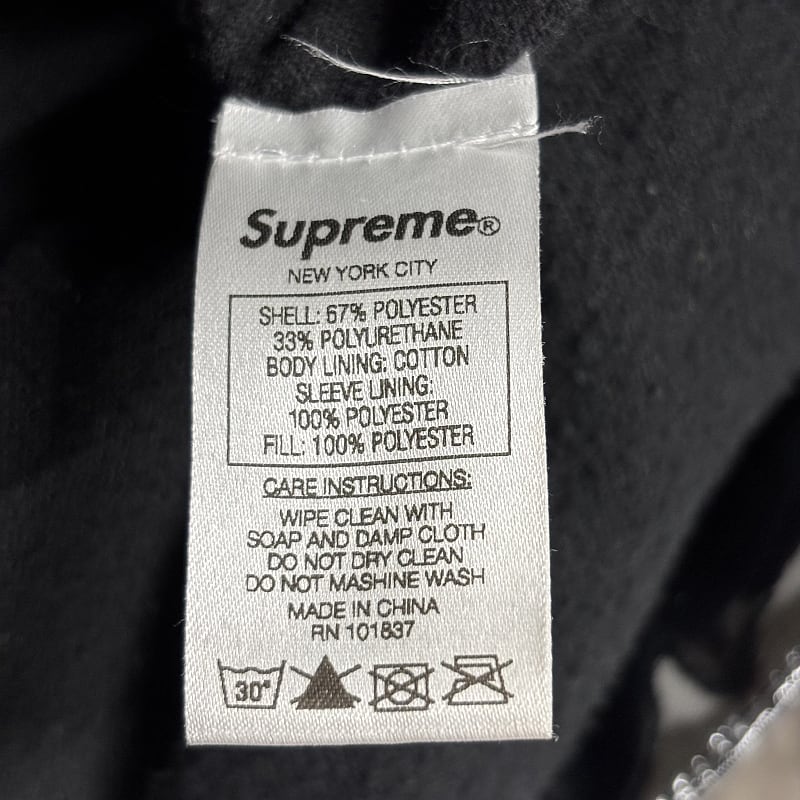 Supreme®
NEW YORK CITY
SHELL: 67% POLYESTER
33% POLYURETHANE
BODY LINING: COTTON
SLEEVE LINING:
100% POLYESTER
FILL: 100% POLYESTER
CARE INSTRUCTIONS:
WIPE CLEAN WITH
SOAP AND DAMP CLOTH
DO NOT DRY CLEAN
DO NOT MASHINE WASH
MADE IN CHINA
RN 101837
30°